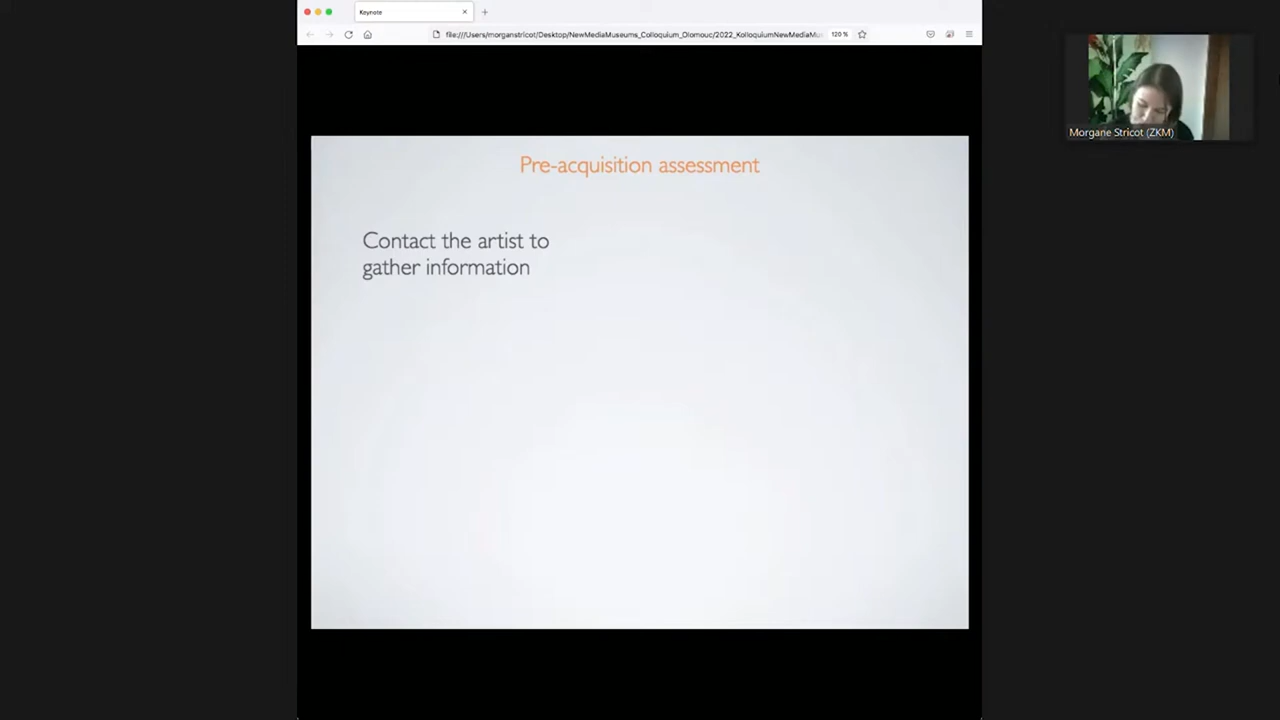 Keynote
file:///Users/morganstricot/Desktop/NewMediaMuseums_Colloquium_Olomouc/2022_KolloquiumNewMediaMu
120 %
Morgane Stricot (ZKM)
Pre-acquisition assessment
Contact the artist to
gather information